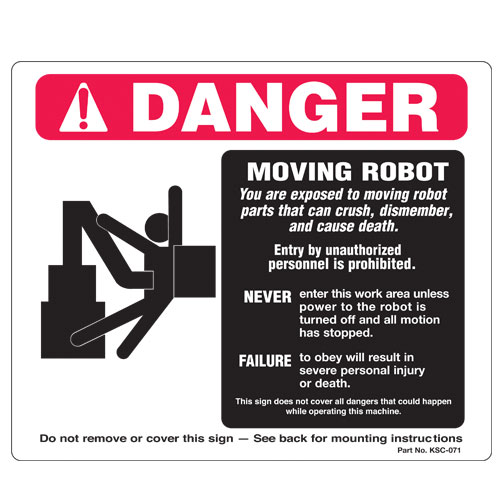 DANGER
MOVING ROBOT
You are exposed to moving robot
parts that can crush, dismember,
and cause death.
Entry by unauthorized
personnel is prohibited.
NEVER enter this work area unless
power to the robot is
turned off and all motion
has stopped.
FAILURE to obey will result in
severe personal injury
or death.
This sign does not cover all dangers that could happen
while operating this machine.
Do not remove or cover this sign — See back for mounting instructions
Part No. KSC-071